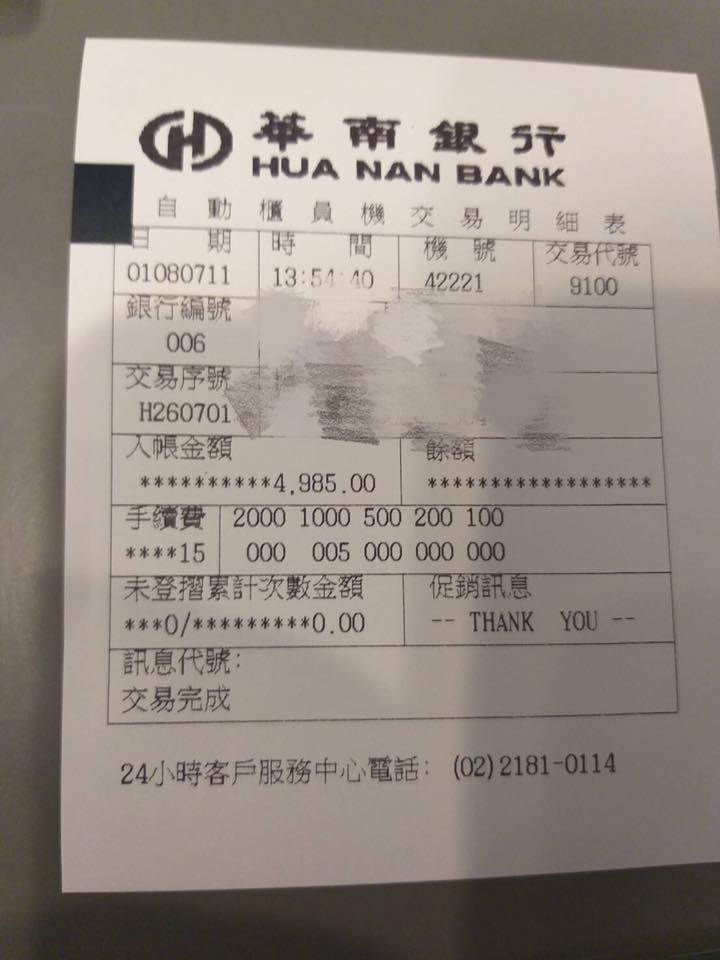 華南銀行
HUA NAN BANK
自動櫃員機交易明細表
日期 時間 機號 交易代號
01080711 13:54:40 42221 9100
銀行編號
006
交易序號
H260701
入帳金額 餘額
**********4,985.00 ******************
手續費 2000 1000 500 200 100
****15 000 005 000 000 000
未登摺累計次數金額 促銷訊息
***0/*********0.00 -- THANK YOU --
訊息代號:
交易完成
24小時客戶服務中心電話: (02)2181-0114